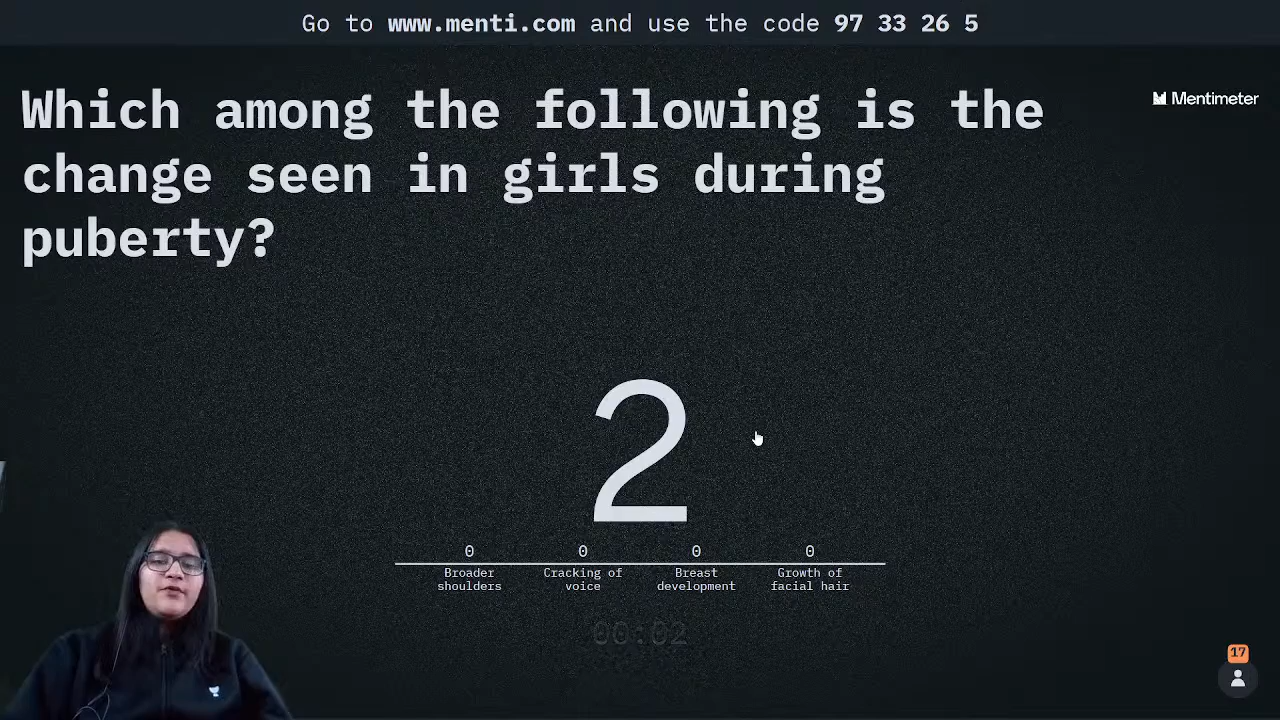 Go to www.menti.com and use the code 97 33 26 5
Which among the following is the
Mentimeter
change seen in girls during
puberty?
2
0 0 0 0
Broader Cracking of Breast Growth of
shoulders voice development facial hair
00:02
17